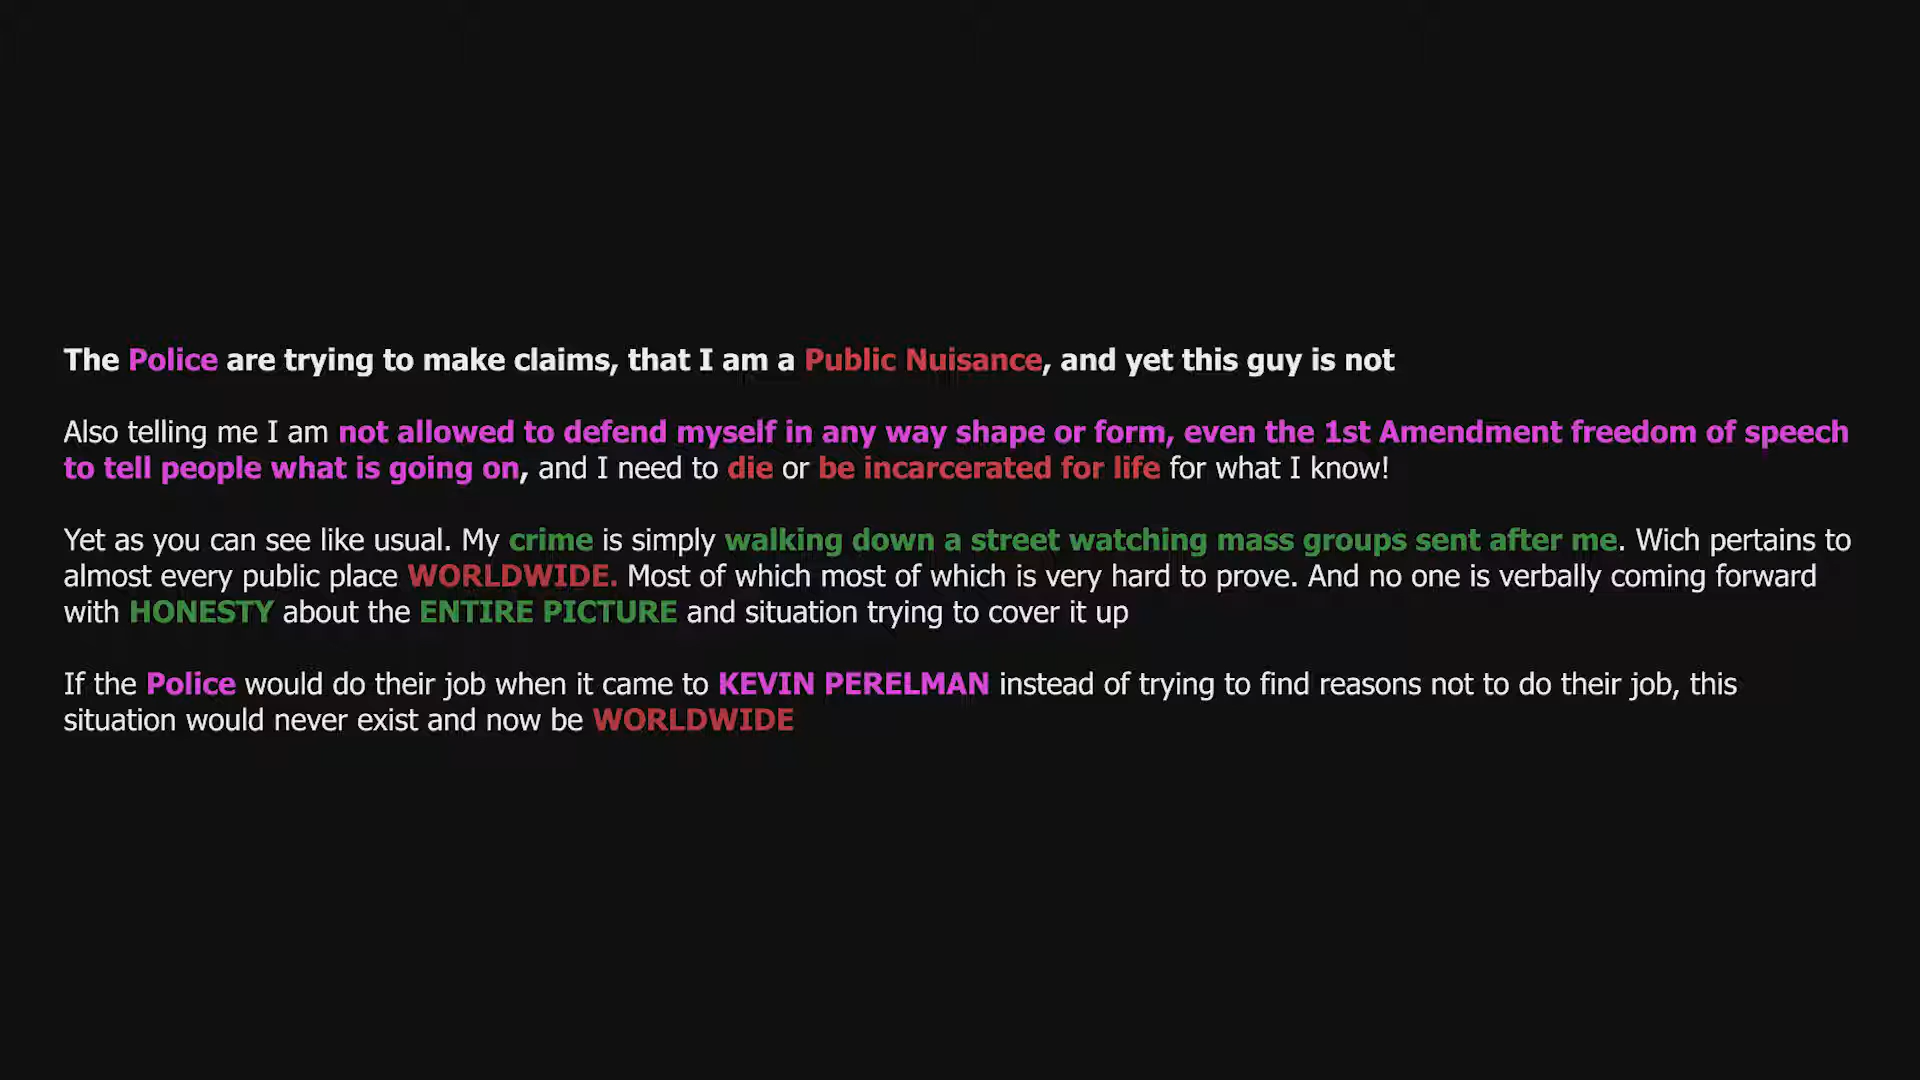 The Police are trying to make claims, that I am a Public Nuisance, and yet this guy is not
Also telling me I am not allowed to defend myself in any way shape or form, even the 1st Amendment freedom of speech
to tell people what is going on, and I need to die or be incarcerated for life for what I know!
Yet as you can see like usual. My crime is simply walking down a street watching mass groups sent after me. Wich pertains to
almost every public place WORLDWIDE. Most of which most of which is very hard to prove. And no one is verbally coming forward
with HONESTY about the ENTIRE PICTURE and situation trying to cover it up
If the Police would do their job when it came to KEVIN PERELMAN instead of trying to find reasons not to do their job, this
situation would never exist and now be WORLDWIDE